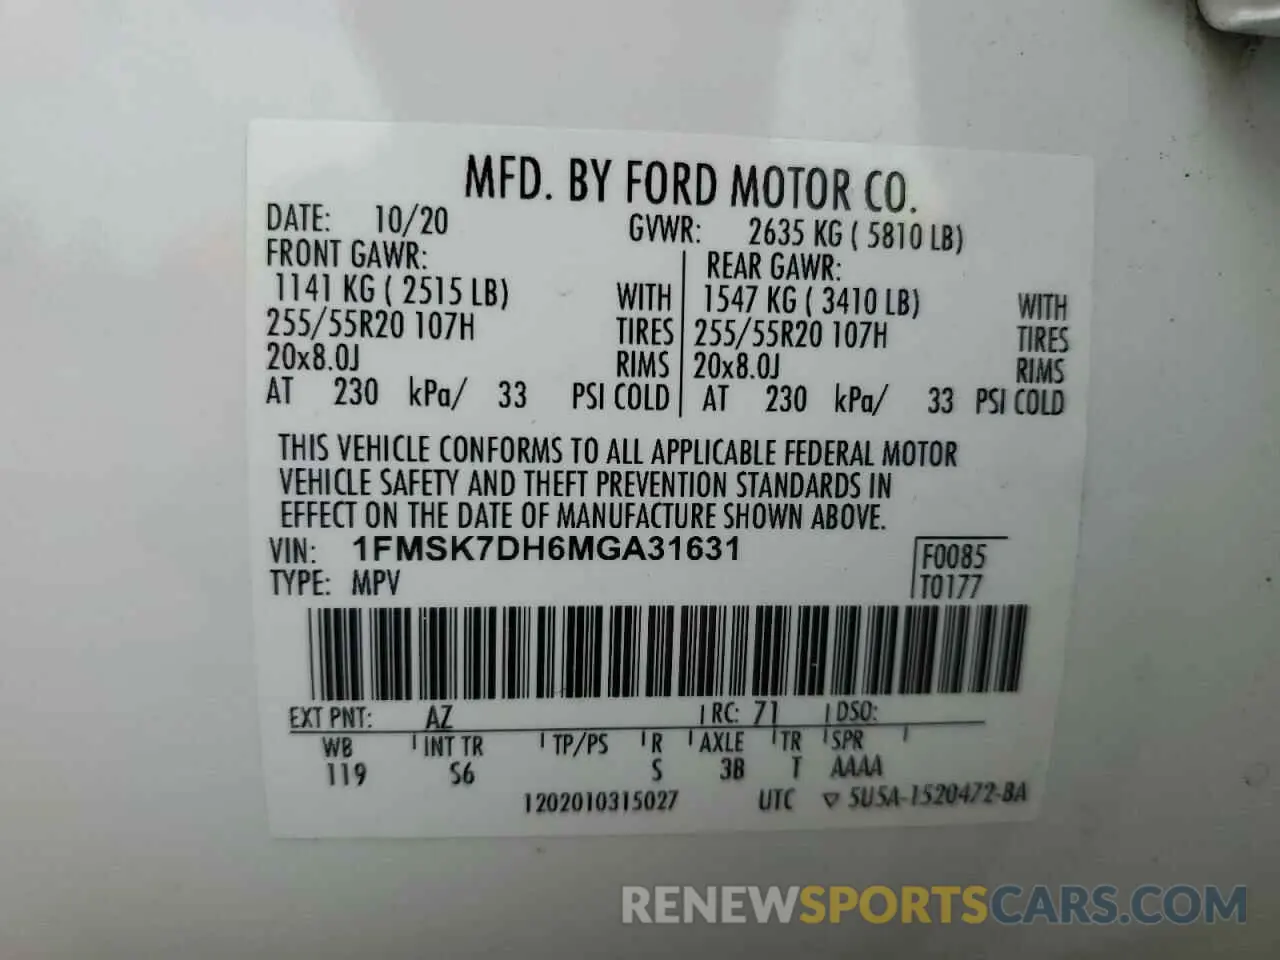 MFD. BY FORD MOTOR CO.
DATE: 10/20 GVWR: 2635 KG ( 5810 LB)
FRONT GAWR: REAR GAWR:
1141 KG ( 2515 LB) WITH 1547 KG ( 3410 LB) WITH
255/55R20 107H TIRES 255/55R20 107H TIRES
20x8.0J RIMS 20x8.0J RIMS
AT 230 kPa/ 33 PSI COLD AT 230 kPa/ 33 PSI COLD
THIS VEHICLE CONFORMS TO ALL APPLICABLE FEDERAL MOTOR
VEHICLE SAFETY AND THEFT PREVENTION STANDARDS IN
EFFECT ON THE DATE OF MANUFACTURE SHOWN ABOVE.
VIN: 1FMSK7DH6MGA31631 F0085
TYPE: MPV T0177
EXT PNT: AZ RC: 71 DSO:
WB INT TR TP/PS R AXLE TR SPR
119 S6 S 38 T AAAA
1202010315027 UTC ▽ 5U5A-1520472-BA
RENEWSPORTSCARS.COM